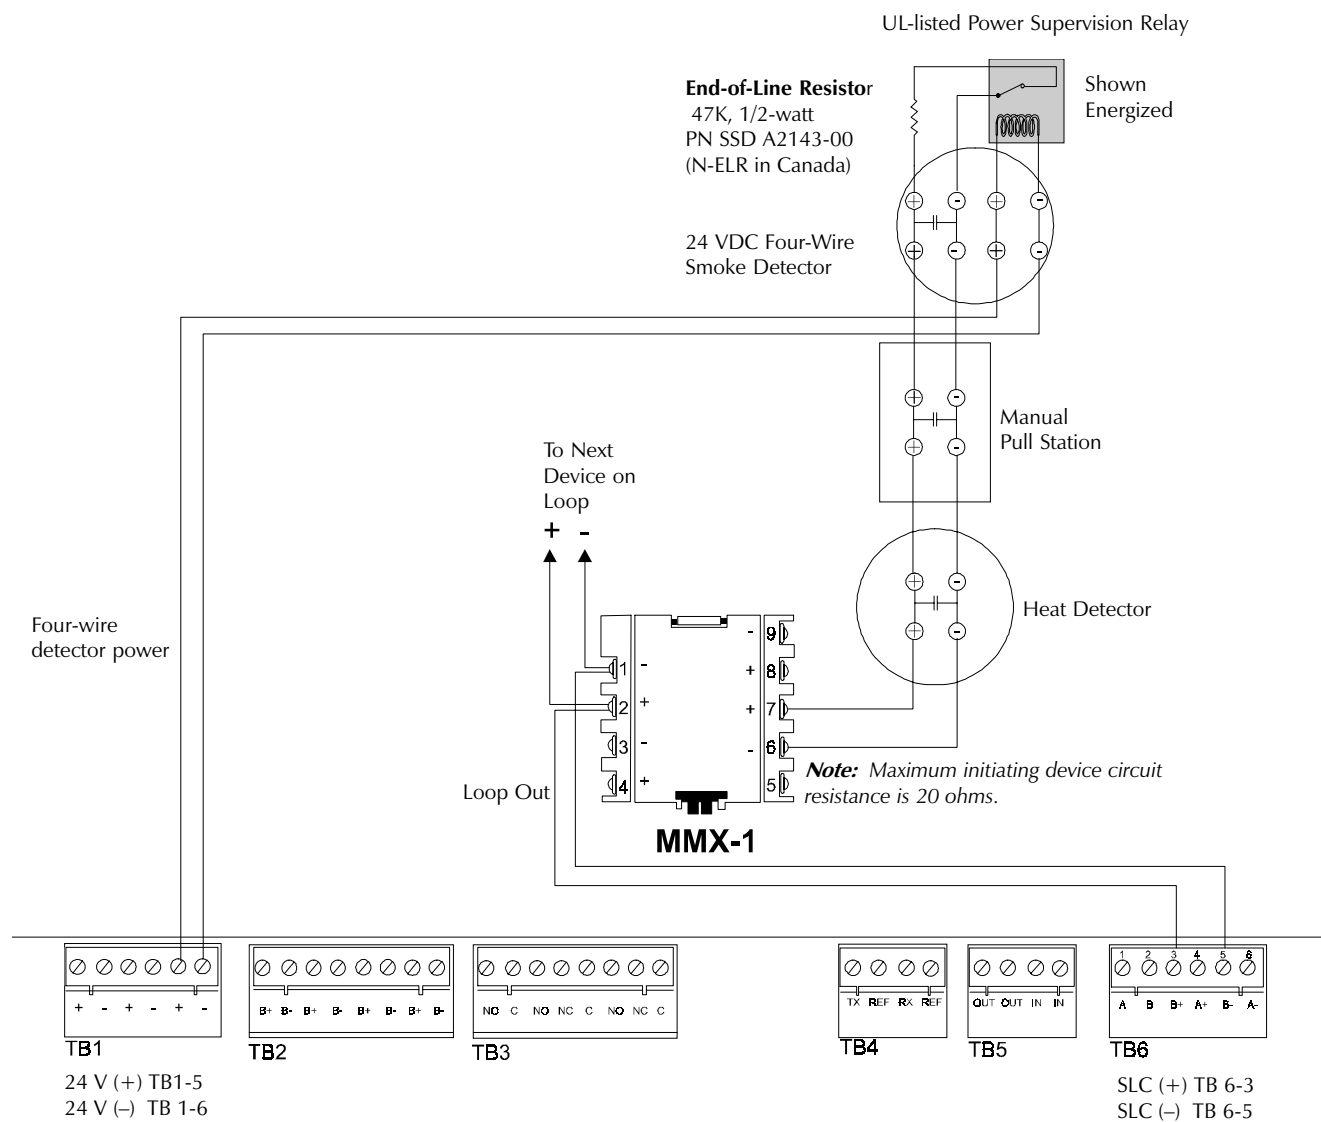 UL-listed Power Supervision Relay
End-of-Line Resistor
47K, 1/2-watt
PN SSD A2143-00
(N-ELR in Canada)
Shown
Energized
+ - + -
24 VDC Four-Wire
Smoke Detector
+ - + -
+ -
Manual
Pull Station
+ -
To Next
Device on
Loop
+ -
+ -
Heat Detector
+ -
Four-wire
detector power
- 9
1 - + 8
2 + + 7
3 - - 6
4 + 5
Note: Maximum initiating device circuit
resistance is 20 ohms.
Loop Out
MMX-1
1 2 3 4 5 6
+ - + - + -
B+ B- B+ B- B+ B- B+ B-
NO C NO NC C NO NC C
TX REF RX REF
OUT OUT IN IN
A B B+ A+ B- A-
TB1
TB2
TB3
TB4
TB5
TB6
24 V (+) TB1-5
24 V (–) TB 1-6
SLC (+) TB 6-3
SLC (–) TB 6-5